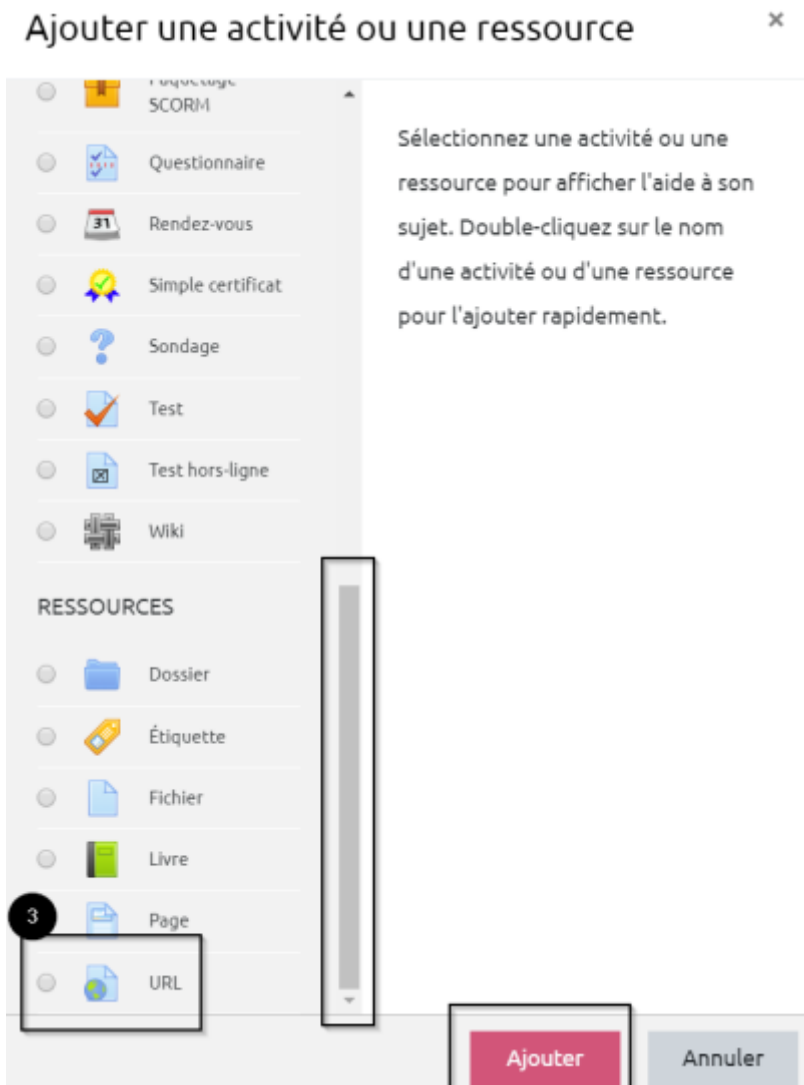 Ajouter une activité ou une ressource
×
Paquetage
SCORM
Questionnaire
31
Rendez-vous
Simple certificat
Sondage
Test
Test hors-ligne
Wiki
RESSOURCES
Dossier
Étiquette
Fichier
Livre
3
Page
URL
Sélectionnez une activité ou une
ressource pour afficher l'aide à son
sujet. Double-cliquez sur le nom
d'une activité ou d'une ressource
pour l'ajouter rapidement.
Ajouter
Annuler